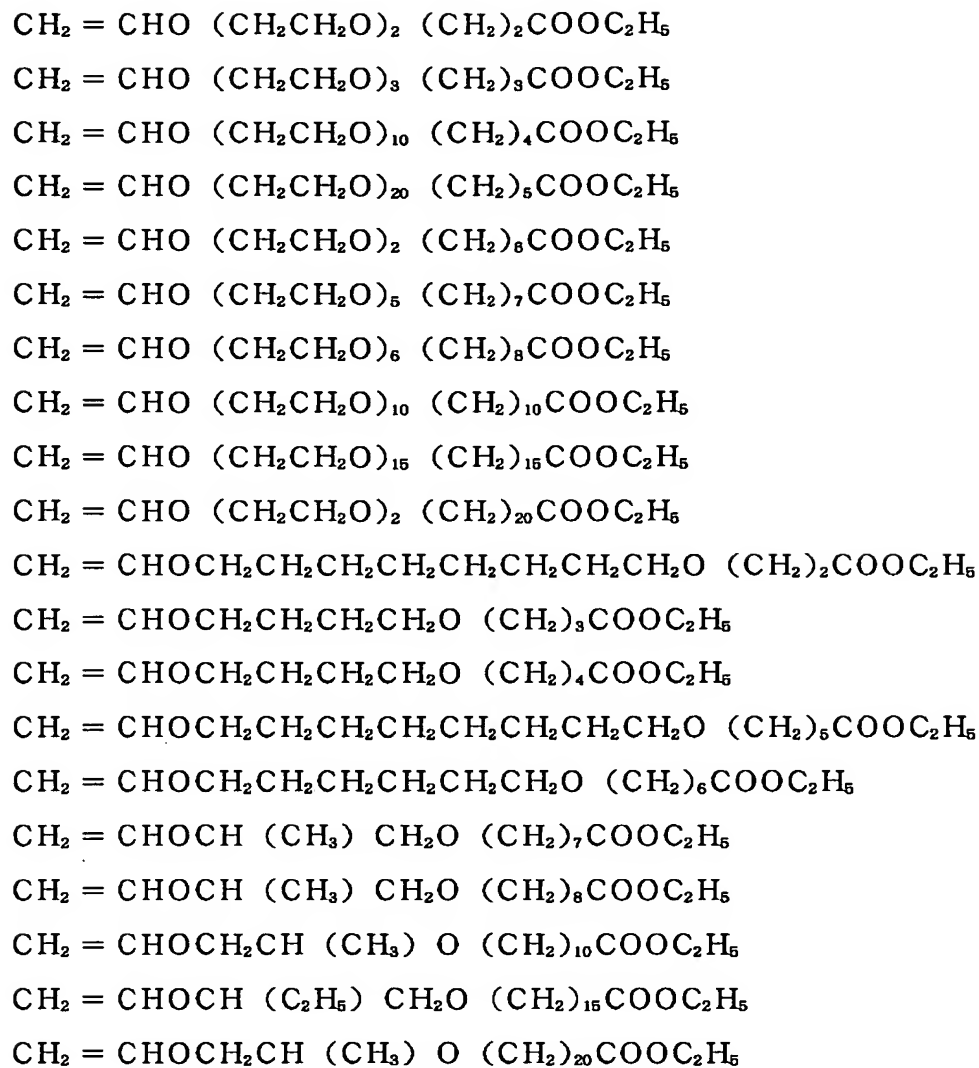 CH₂ = CHO (CH₂CH₂O)₂ (CH₂)₂COOC₂H₅
CH₂ = CHO (CH₂CH₂O)₃ (CH₂)₃COOC₂H₅
CH₂ = CHO (CH₂CH₂O)₁₀ (CH₂)₄COOC₂H₅
CH₂ = CHO (CH₂CH₂O)₂₀ (CH₂)₅COOC₂H₅
CH₂ = CHO (CH₂CH₂O)₂ (CH₂)₆COOC₂H₅
CH₂ = CHO (CH₂CH₂O)₅ (CH₂)₇COOC₂H₅
CH₂ = CHO (CH₂CH₂O)₆ (CH₂)₈COOC₂H₅
CH₂ = CHO (CH₂CH₂O)₁₀ (CH₂)₁₀COOC₂H₅
CH₂ = CHO (CH₂CH₂O)₁₅ (CH₂)₁₅COOC₂H₅
CH₂ = CHO (CH₂CH₂O)₂ (CH₂)₂₀COOC₂H₅
CH₂ = CHOCH₂CH₂CH₂CH₂CH₂CH₂CH₂CH₂O (CH₂)₂COOC₂H₅
CH₂ = CHOCH₂CH₂CH₂CH₂O (CH₂)₃COOC₂H₅
CH₂ = CHOCH₂CH₂CH₂CH₂O (CH₂)₄COOC₂H₅
CH₂ = CHOCH₂CH₂CH₂CH₂CH₂CH₂CH₂CH₂O (CH₂)₅COOC₂H₅
CH₂ = CHOCH₂CH₂CH₂CH₂CH₂CH₂O (CH₂)₆COOC₂H₅
CH₂ = CHOCH (CH₃) CH₂O (CH₂)₇COOC₂H₅
CH₂ = CHOCH (CH₃) CH₂O (CH₂)₈COOC₂H₅
CH₂ = CHOCH₂CH (CH₃) O (CH₂)₁₀COOC₂H₅
CH₂ = CHOCH (C₂H₅) CH₂O (CH₂)₁₅COOC₂H₅
CH₂ = CHOCH₂CH (CH₃) O (CH₂)₂₀COOC₂H₅